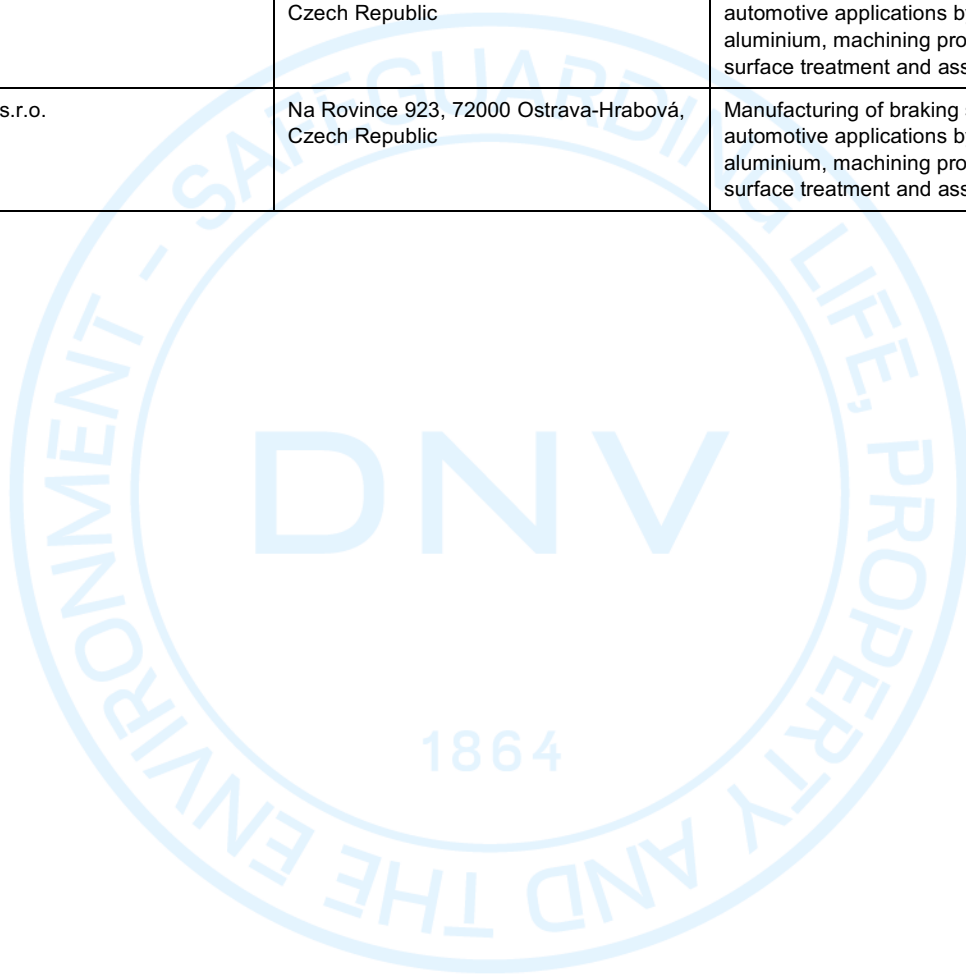 Czech Republic
automotive applications b
aluminium, machining pro
surface treatment and ass
s.r.o.
Na Rovince 923, 72000 Ostrava-Hrabová,
Czech Republic
Manufacturing of braking
automotive applications b
aluminium, machining pro
surface treatment and ass
SAFEGUARDING LIFE, PROPERTY AND THE ENVIRONMENT -
DNV
1864